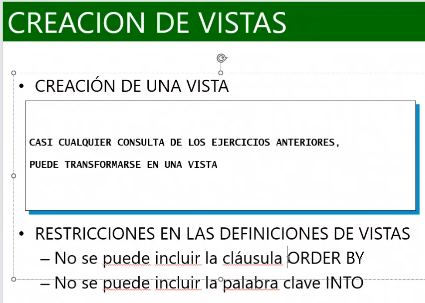 CREACION DE VISTAS
• CREACIÓN DE UNA VISTA
CASI CUALQUIER CONSULTA DE LOS EJERCICIOS ANTERIORES,
PUEDE TRANSFORMARSE EN UNA VISTA
• RESTRICCIONES EN LAS DEFINICIONES DE VISTAS
– No se puede incluir la cláusula ORDER BY
– No se puede incluir la palabra clave INTO